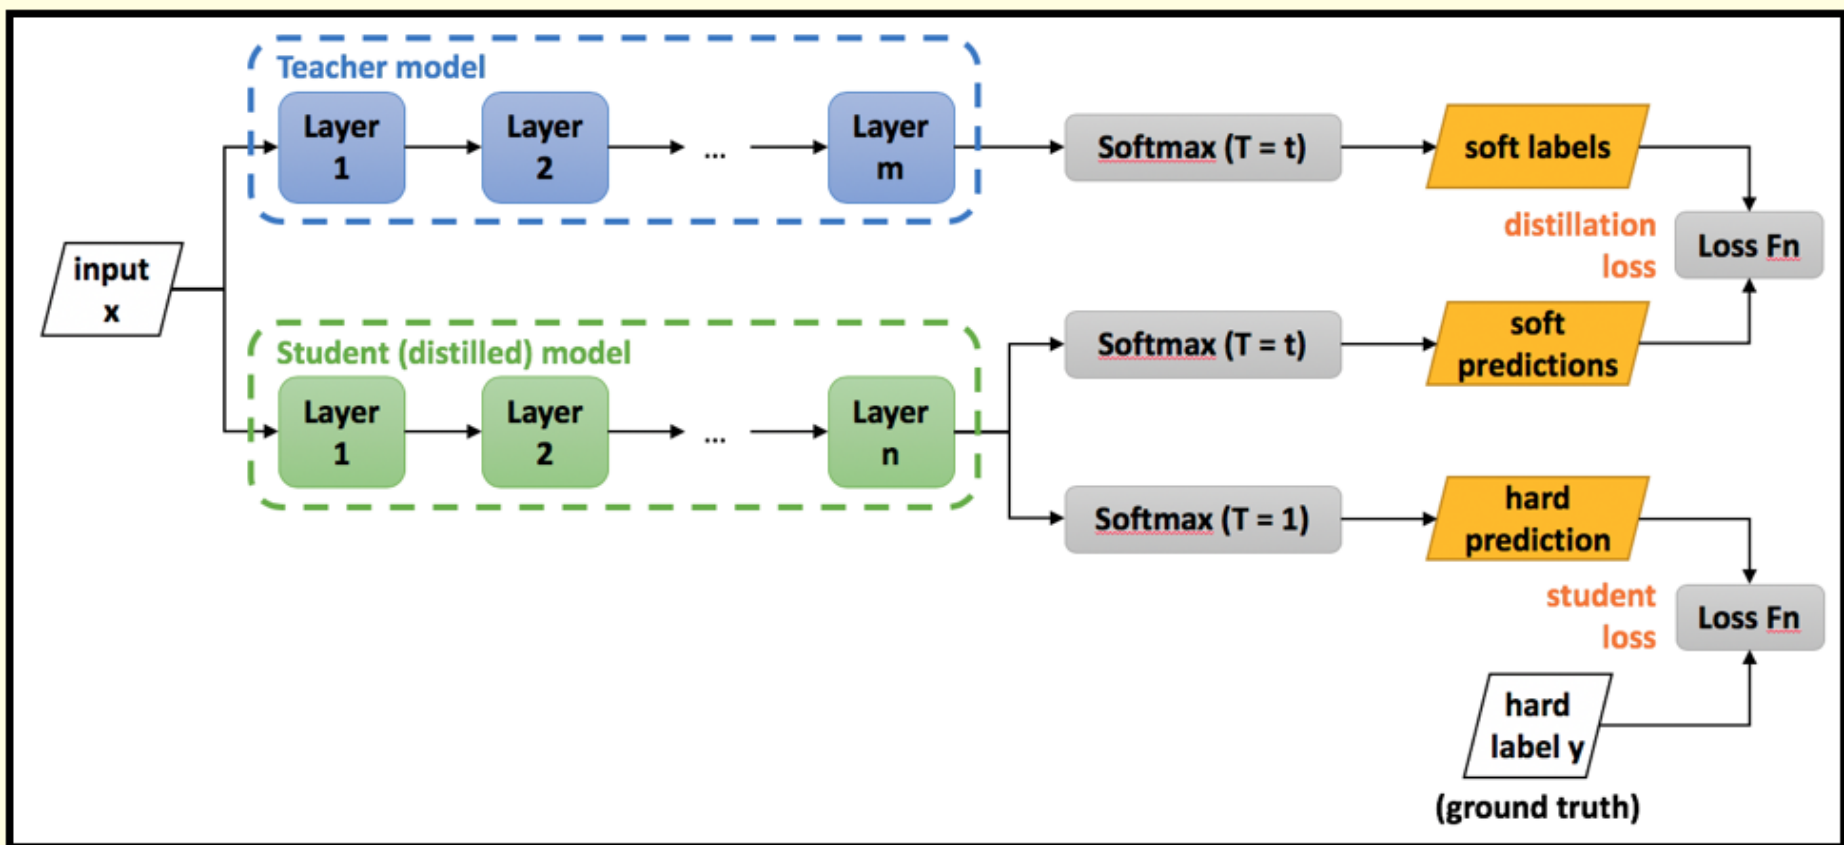 Teacher model
Layer
1
Layer
2
...
Layer
m
Softmax (T = t)
soft labels
input
x
distillation
loss
Loss Fn
Student (distilled) model
Layer
1
Layer
2
...
Layer
n
Softmax (T = t)
soft
predictions
Softmax (T = 1)
hard
prediction
student
loss
Loss Fn
hard
label y
(ground truth)